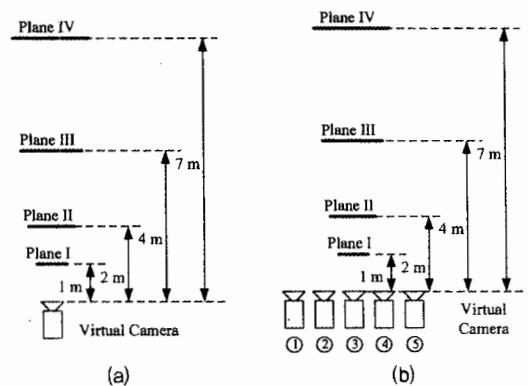 Plane IV
Plane III
7 m
Plane II
4 m
Plane I
2 m
1 m
Virtual Camera
(a)
Plane IV
Plane III
7 m
Plane II
4 m
Plane I
2 m
1 m
Virtual
Camera
① ② ③ ④ ⑤
(b)